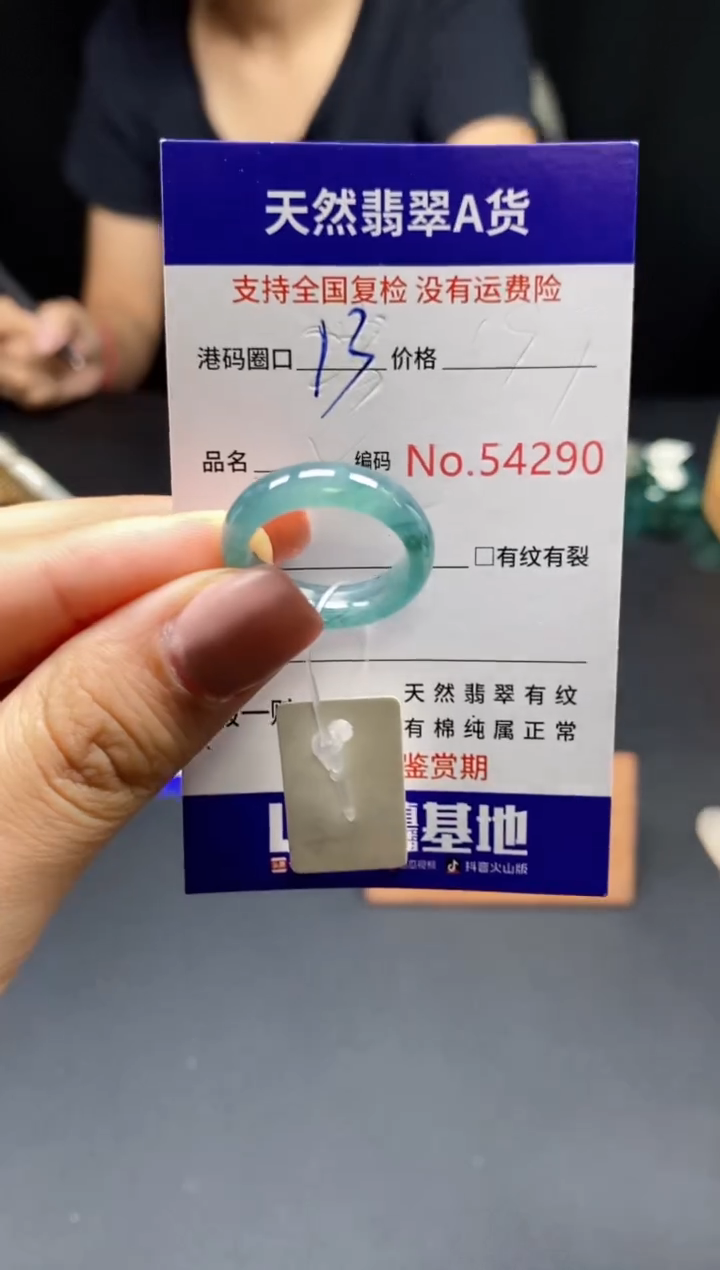 天然翡翠A货
支持全国复检 没有运费险
港码圈口 13 价格
品名 编码 No.54290
□有纹有裂
天然翡翠有纹
有棉纯属正常
鉴赏期
基地
抖音火山版